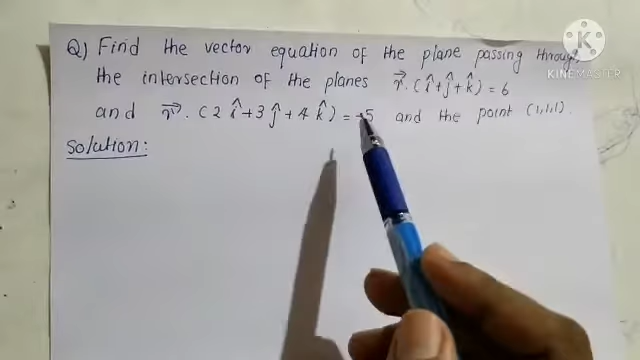 Q) Find the vector equation of the plane passing through
the intersection of the planes r⃗. (î+ĵ+k̂) = 6
and r⃗. (2î+3ĵ+4k̂) = -5 and the point (1,1,1).
Solution:
KINEMASTER